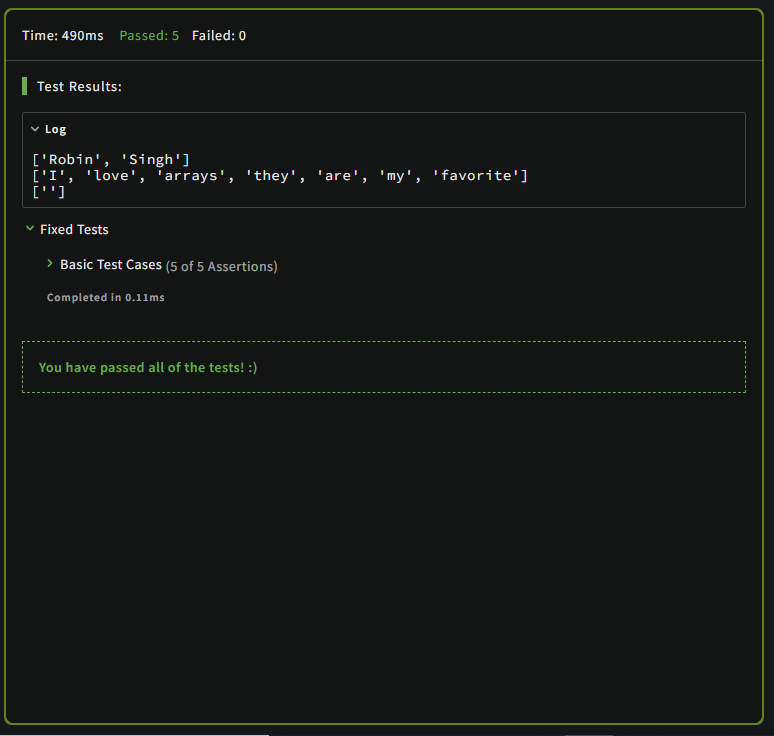 Time: 490ms Passed: 5 Failed: 0
Test Results:
Log
['Robin', 'Singh']
['I', 'love', 'arrays', 'they', 'are', 'my', 'favorite']
['']
Fixed Tests
Basic Test Cases (5 of 5 Assertions)
Completed in 0.11ms
You have passed all of the tests! :)